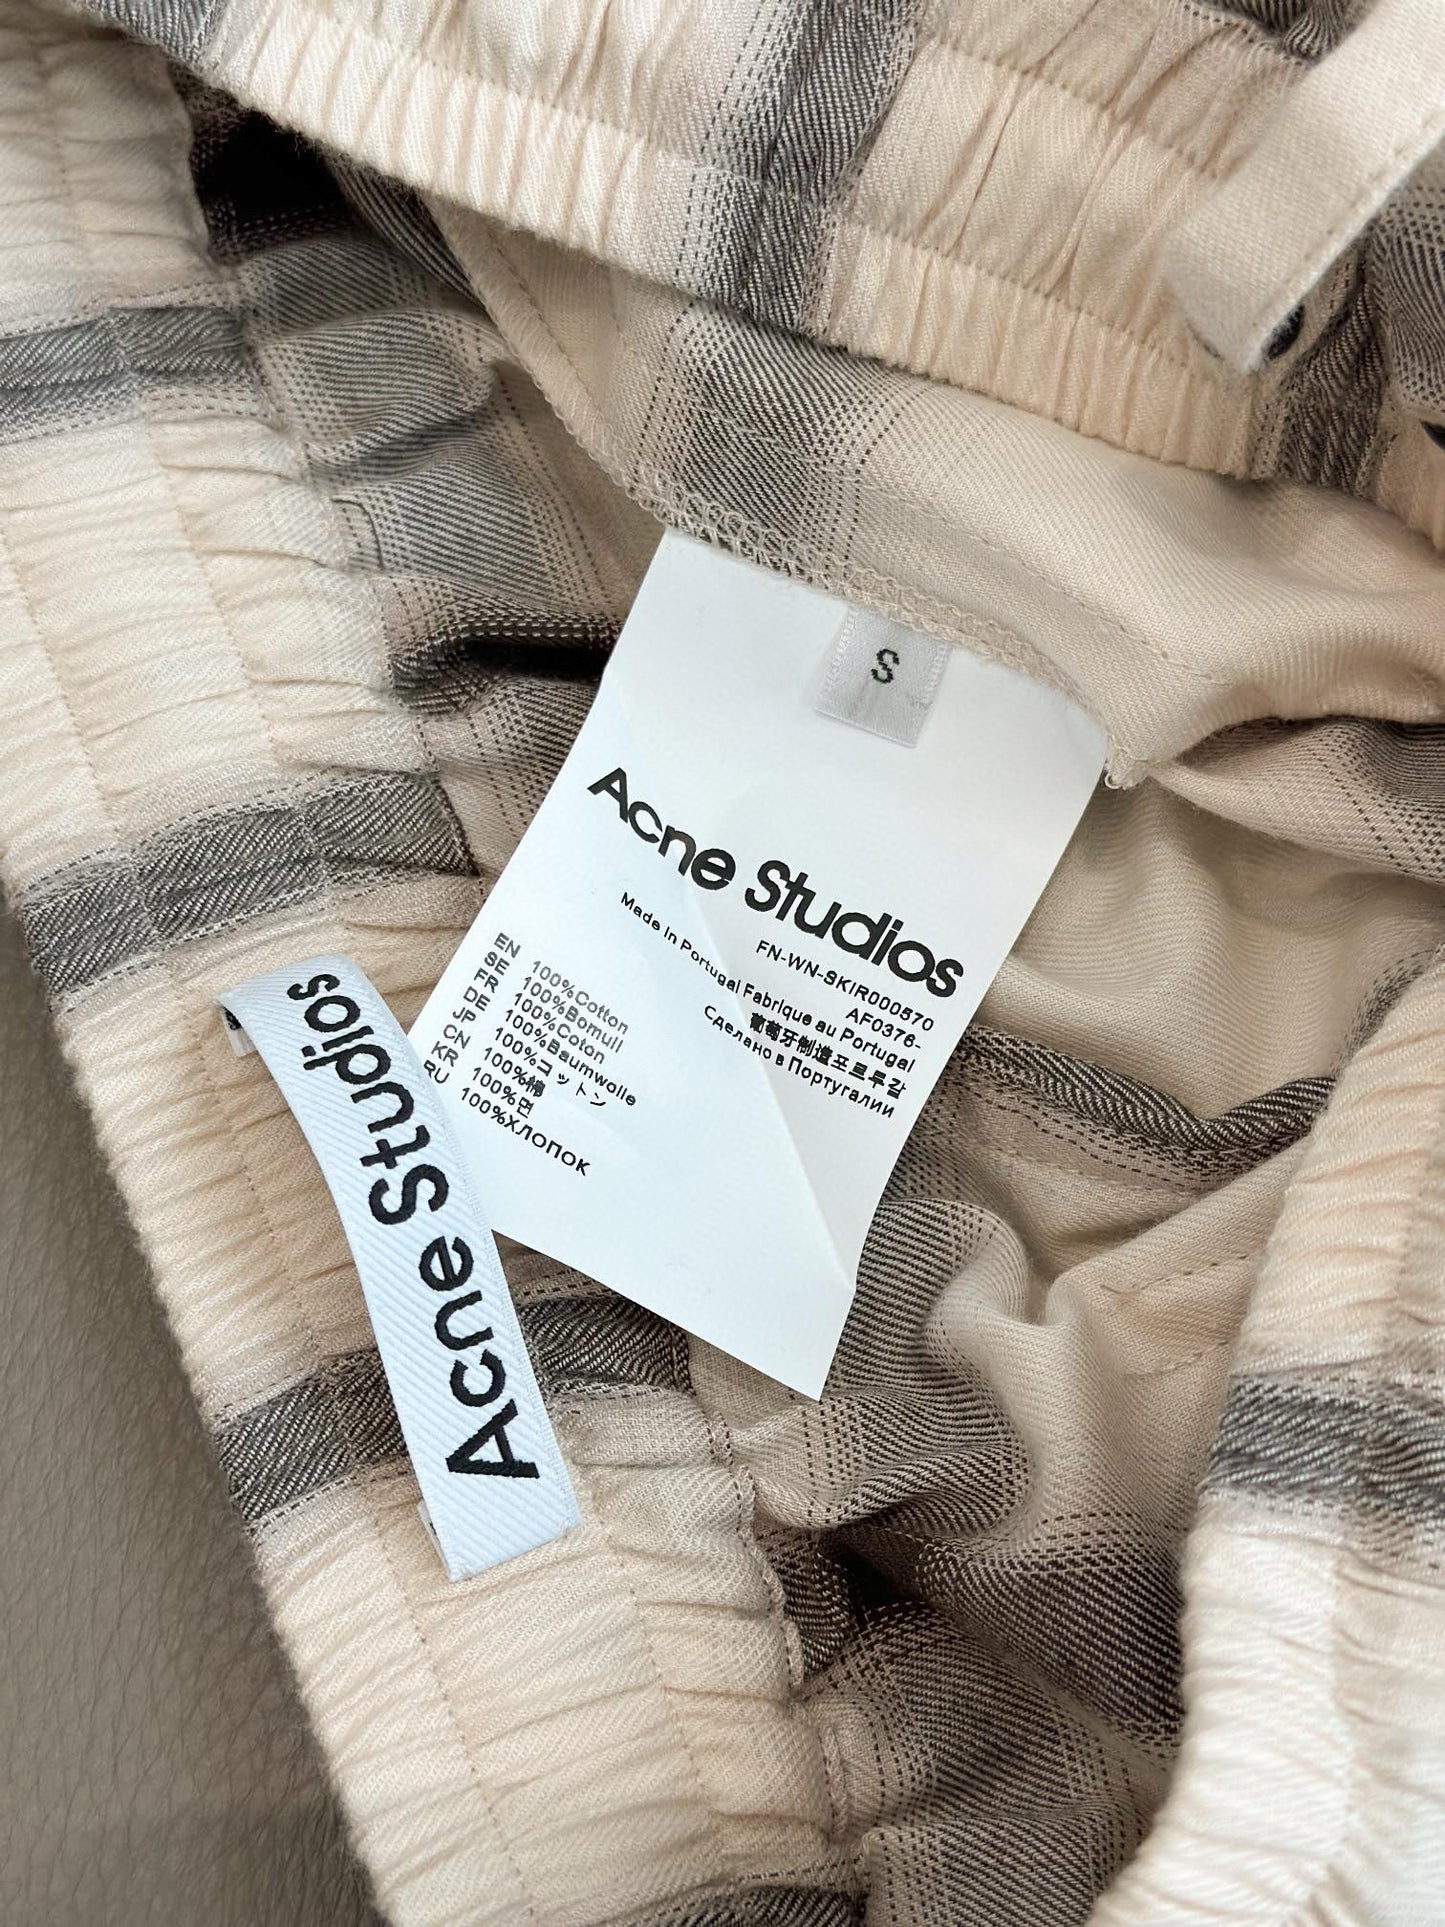 S
Acne Studios
FN-WN-SKIR000570
AF0376-
Made in Portugal Fabrique au Portugal
葡萄牙制造포르투갈
Сделано в Португалии
EN 100%Cotton
SE 100%Bomull
FR 100%Coton
DE 100%Baumwolle
JP 100%コットン
CN 100%棉
KR 100%면
RU 100%ХЛОПОК
Acne Studios